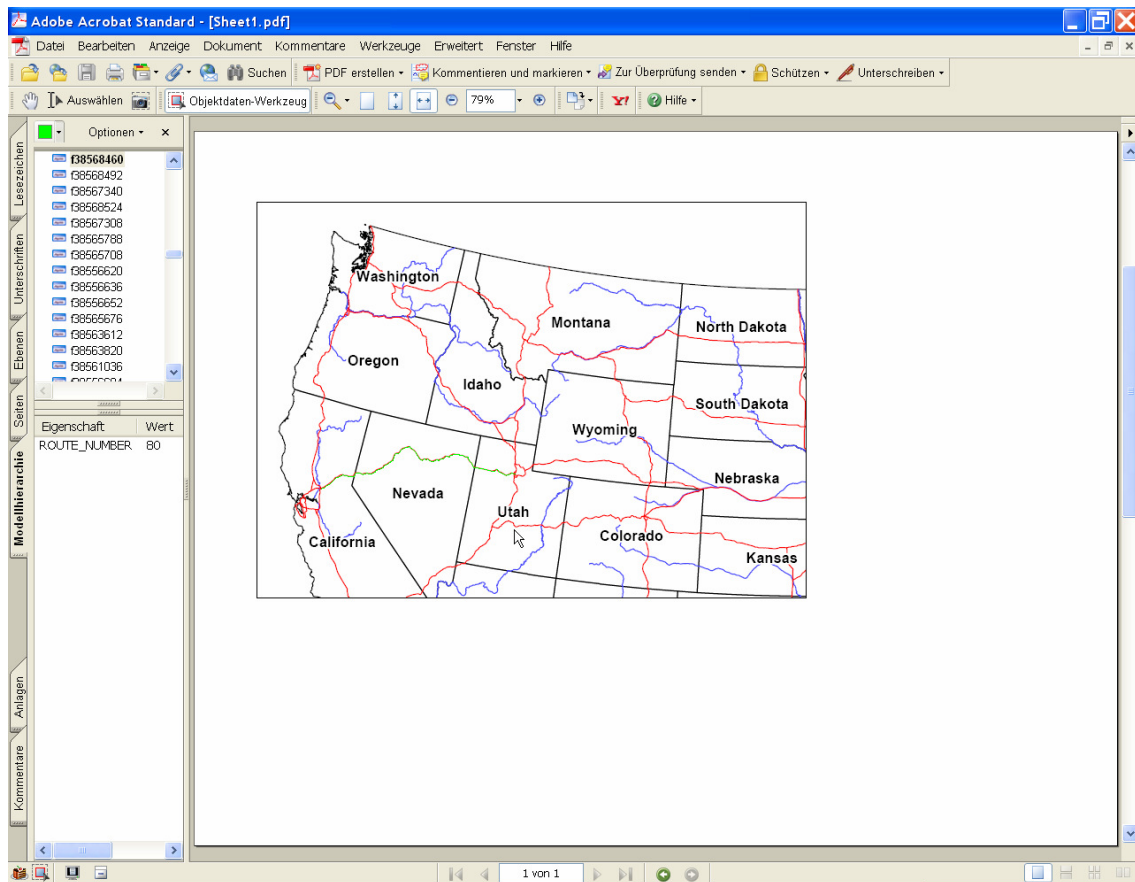 Adobe Acrobat Standard - [Sheet1.pdf]
Datei Bearbeiten Anzeige Dokument Kommentare Werkzeuge Erweitert Fenster Hilfe
Suchen PDF erstellen Kommentieren und markieren Zur Überprüfung senden Schützen Unterschreiben
Auswählen Objektdaten-Werkzeug 79% Y! Hilfe
Optionen
f38568460
f38568492
f38567340
f38568524
f38567308
f38565788
f38565708
f38556620
f38556636
f38556652
f38565676
f38563612
f38563820
f38561036
Eigenschaft Wert
ROUTE_NUMBER 80
Lesezeichen
Unterschriften
Ebenen
Seiten
Modellhierarchie
Anlagen
Kommentare
Washington
Montana
North Dakota
Oregon
Idaho
South Dakota
Wyoming
Nebraska
Nevada
Utah
Colorado
California
Kansas
1 von 1